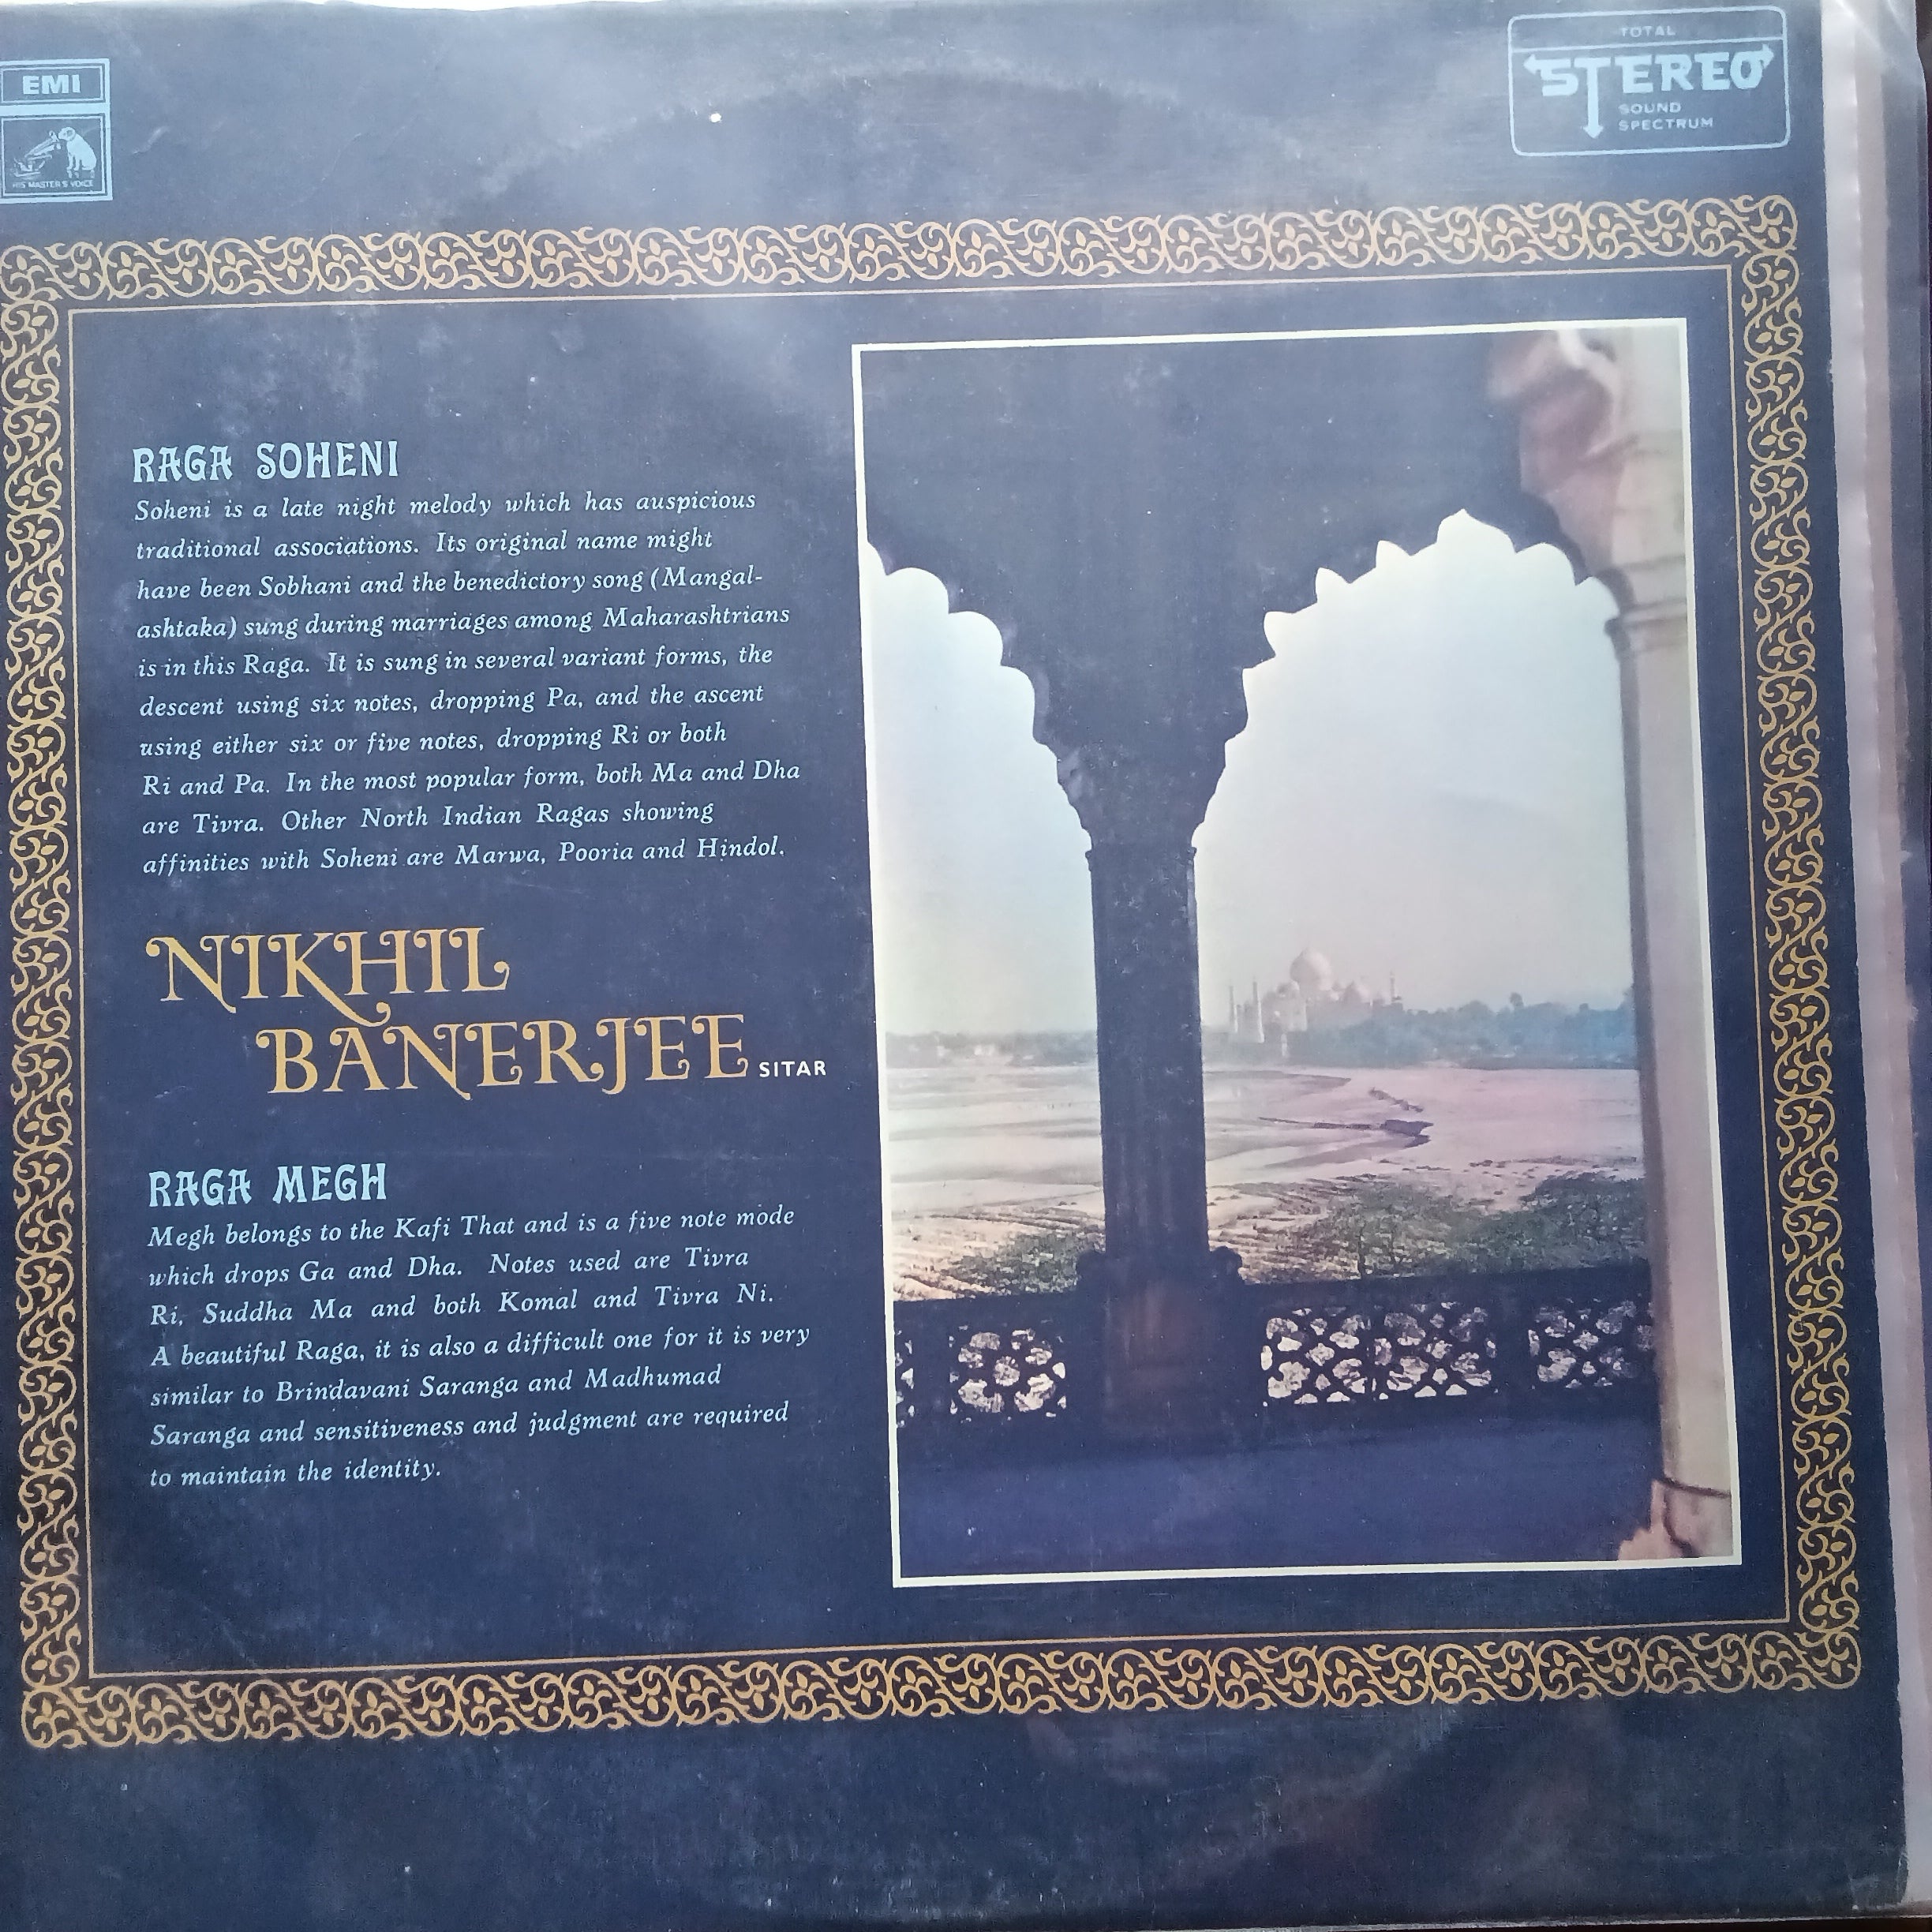 EMI
HIS MASTER'S VOICE
TOTAL
STEREO
SOUND
SPECTRUM
RAGA SOHENI
Soheni is a late night melody which has auspicious
traditional associations. Its original name might
have been Sobhani and the benedictory song (Mangal-
ashtaka) sung during marriages among Maharashtrians
is in this Raga. It is sung in several variant forms, the
descent using six notes, dropping Pa, and the ascent
using either six or five notes, dropping Ri or both
Ri and Pa. In the most popular form, both Ma and Dha
are Tivra. Other North Indian Ragas showing
affinities with Soheni are Marwa, Pooria and Hindol.
NIKHIL
BANERJEE SITAR
RAGA MEGH
Megh belongs to the Kafi That and is a five note mode
which drops Ga and Dha. Notes used are Tivra
Ri, Suddha Ma and both Komal and Tivra Ni.
A beautiful Raga, it is also a difficult one for it is very
similar to Brindavani Saranga and Madhumad
Saranga and sensitiveness and judgment are required
to maintain the identity.